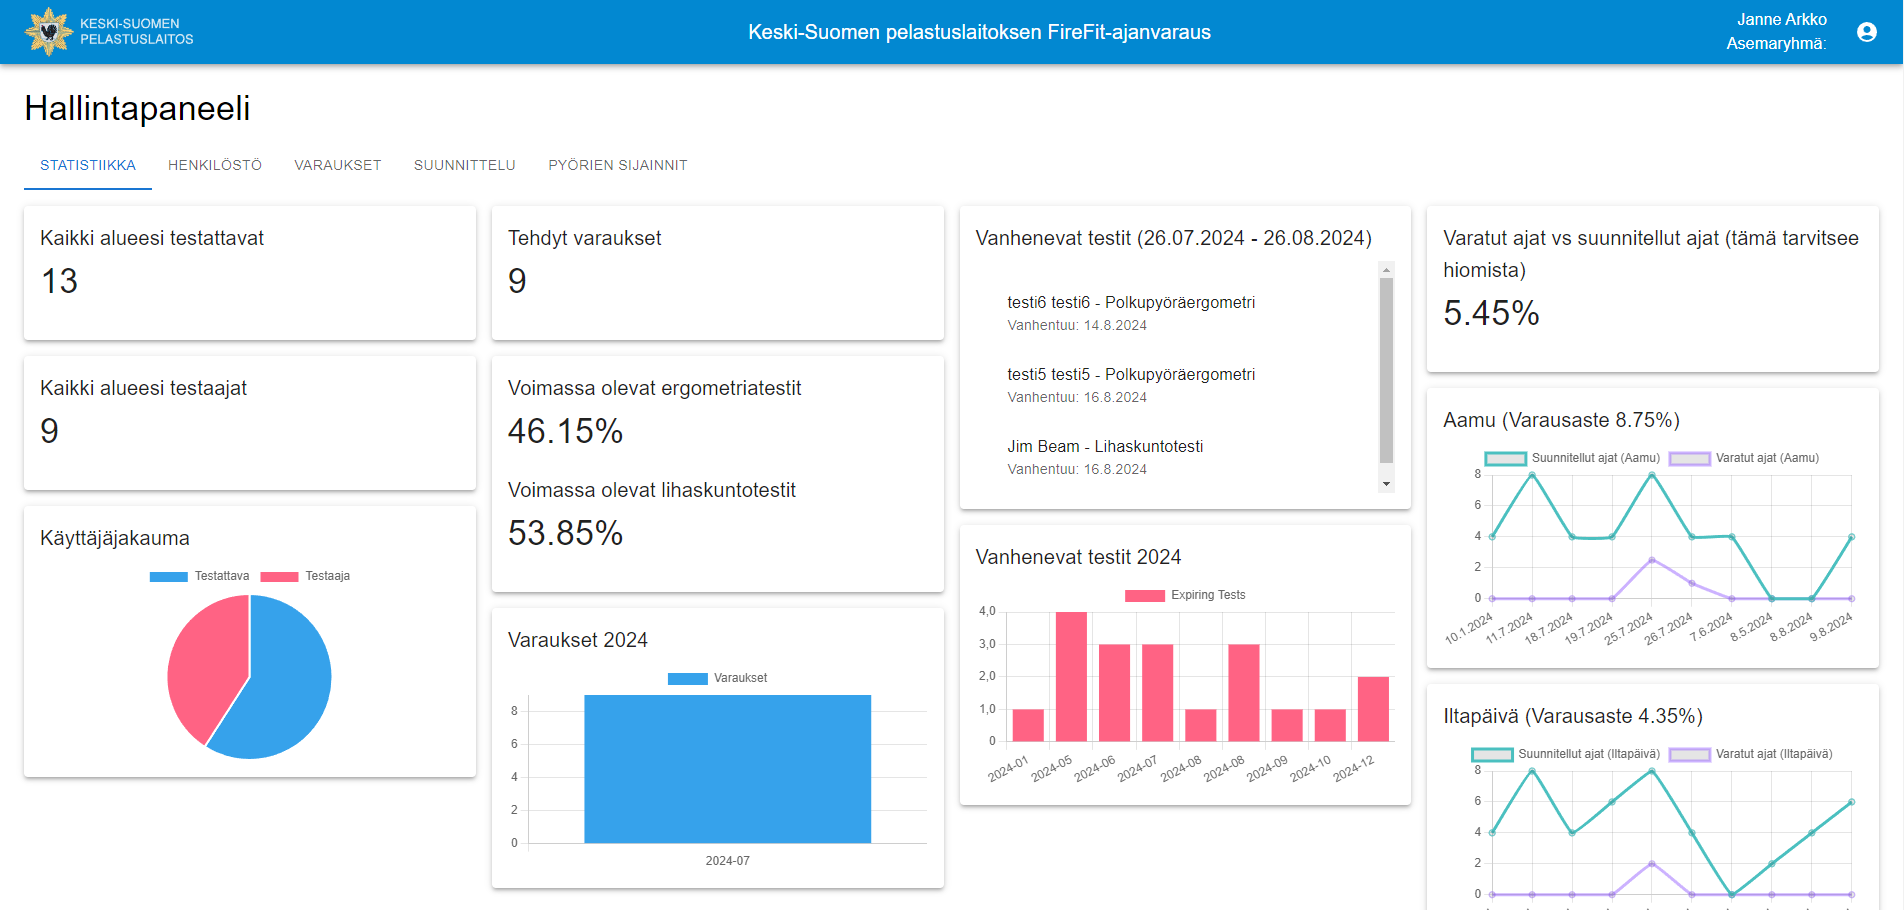 KESKI-SUOMEN
PELASTUSLAITOS
Keski-Suomen pelastuslaitoksen FireFit-ajanvaraus
Janne Arkko
Asemaryhmä:
Hallintapaneeli
STATISTIIKKA
HENKILÖSTÖ
VARAUKSET
SUUNNITTELU
PYÖRIEN SIJAINNIT
Kaikki alueesi testattavat
13
Kaikki alueesi testaajat
9
Käyttäjäjakauma
Testattava
Testaaja
Tehdyt varaukset
9
Voimassa olevat ergometriatestit
46.15%
Voimassa olevat lihaskuntotestit
53.85%
Varaukset 2024
Varaukset
8
6
4
2
0
2024-07
Vanhenevat testit (26.07.2024 - 26.08.2024)
testi6 testi6 - Polkupyöräergometri
Vanhentuu: 14.8.2024
testi5 testi5 - Polkupyöräergometri
Vanhentuu: 16.8.2024
Jim Beam - Lihaskuntotesti
Vanhentuu: 16.8.2024
Vanhenevat testit 2024
Expiring Tests
4,0
3,0
2,0
1,0
0
2024-01
2024-05
2024-06
2024-07
2024-08
2024-08
2024-09
2024-10
2024-12
Varatut ajat vs suunnitellut ajat (tämä tarvitsee
hiomista)
5.45%
Aamu (Varausaste 8.75%)
Suunnitellut ajat (Aamu)
Varatut ajat (Aamu)
8
6
4
2
0
10.1.2024
11.7.2024
18.7.2024
19.7.2024
25.7.2024
26.7.2024
7.6.2024
8.5.2024
8.8.2024
9.8.2024
Iltapäivä (Varausaste 4.35%)
Suunnitellut ajat (Iltapäivä)
Varatut ajat (Iltapäivä)
8
6
4
2
0